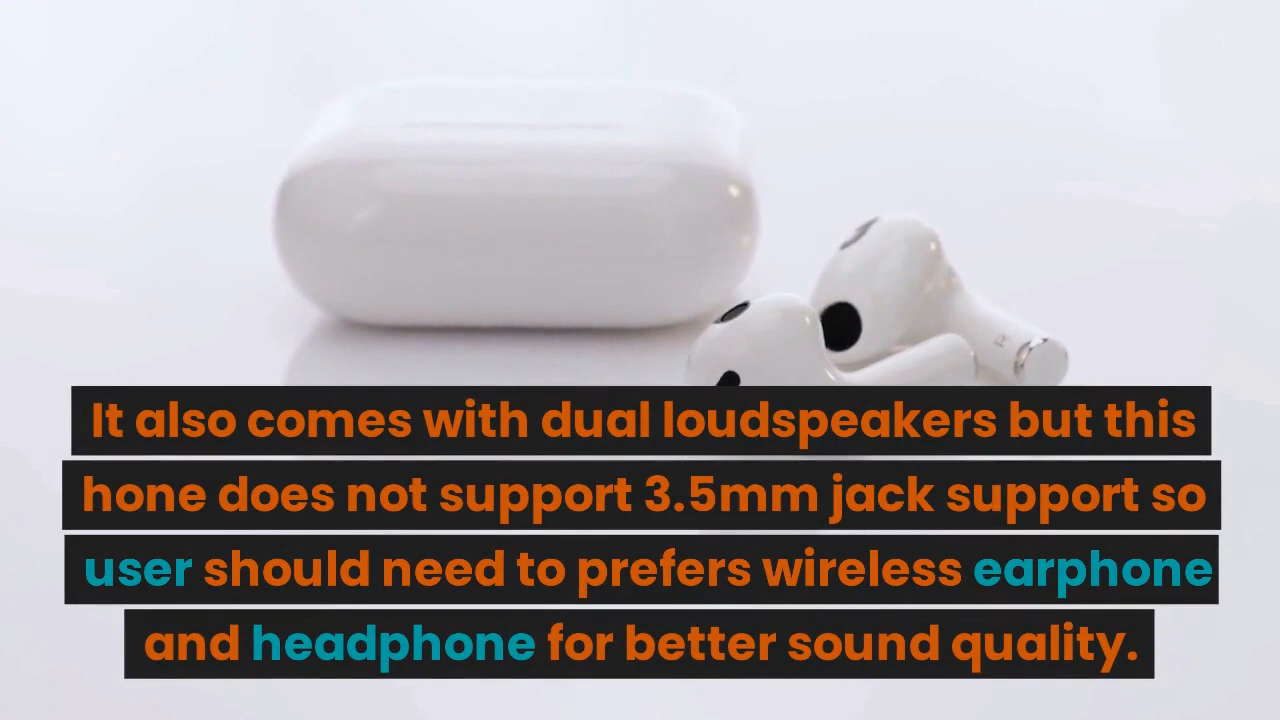 It also comes with dual loudspeakers but this
hone does not support 3.5mm jack support so
user should need to prefers wireless earphone
and headphone for better sound quality.
R